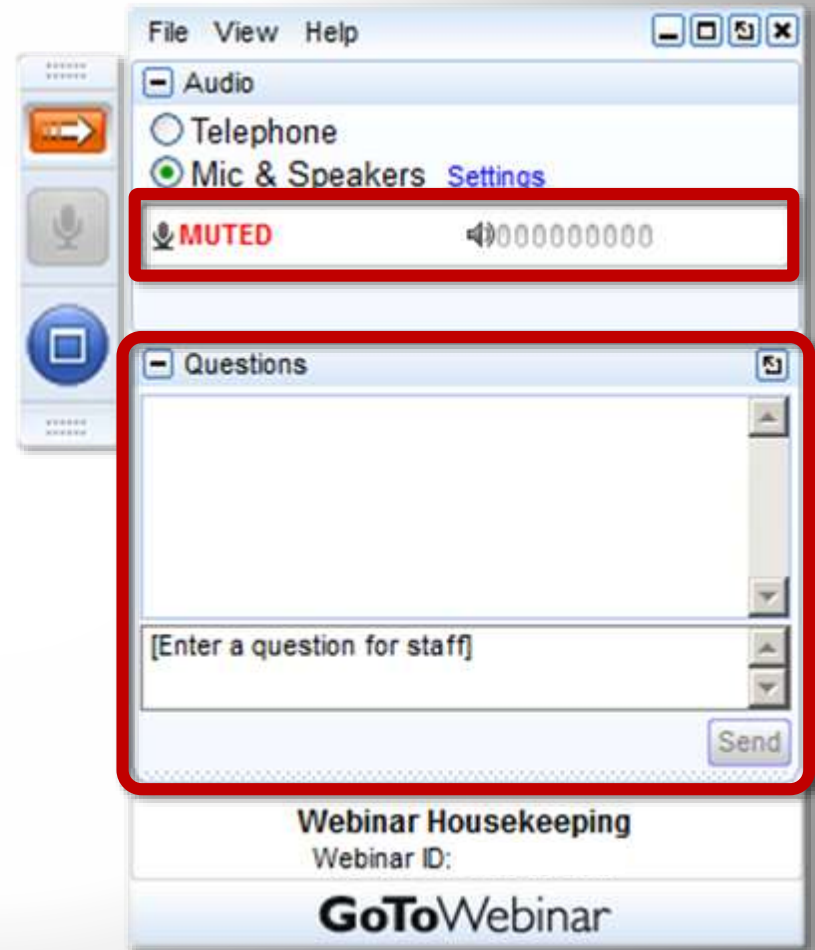 File View Help
Audio
Telephone
Mic & Speakers Settings
MUTED 000000000
Questions
[Enter a question for staff]
Send
Webinar Housekeeping
Webinar ID:
GoToWebinar